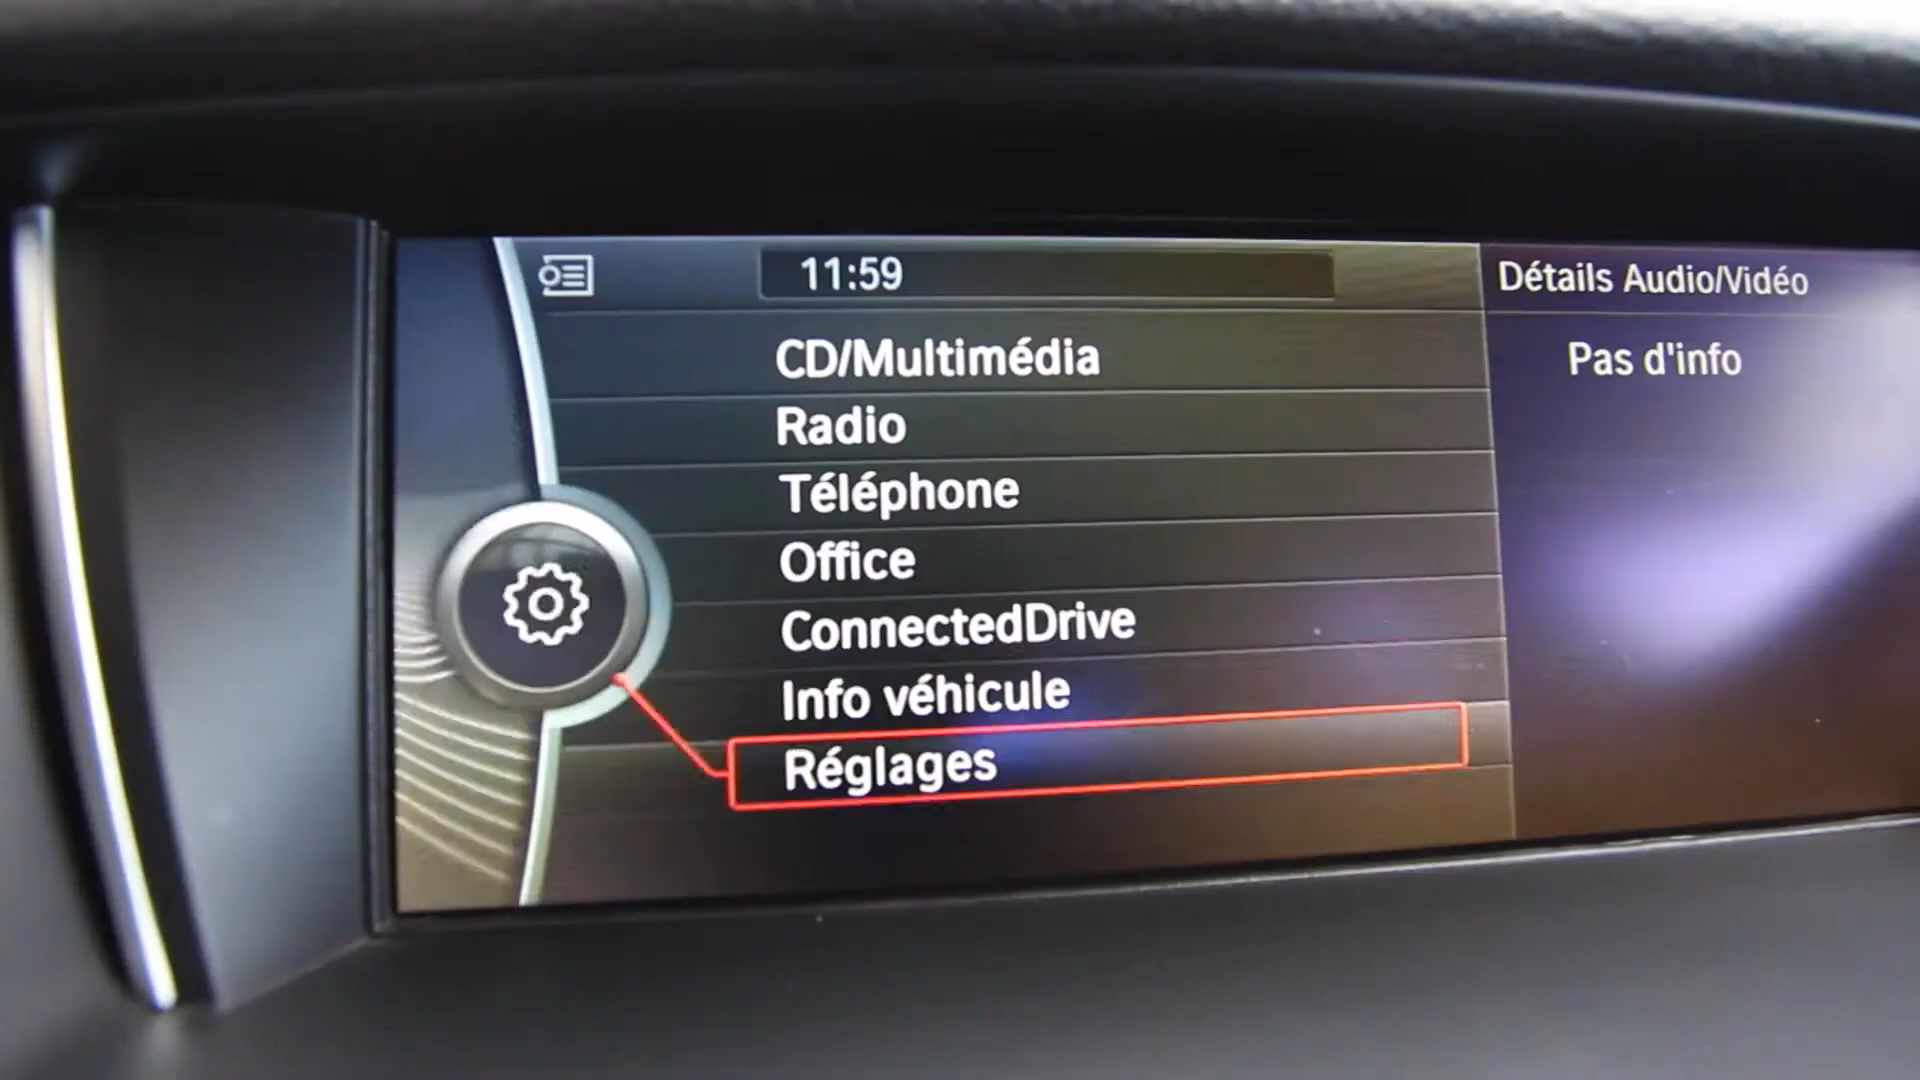 11:59
CD/Multimédia
Radio
Téléphone
Office
ConnectedDrive
Info véhicule
Réglages
Détails Audio/Vidéo
Pas d'info